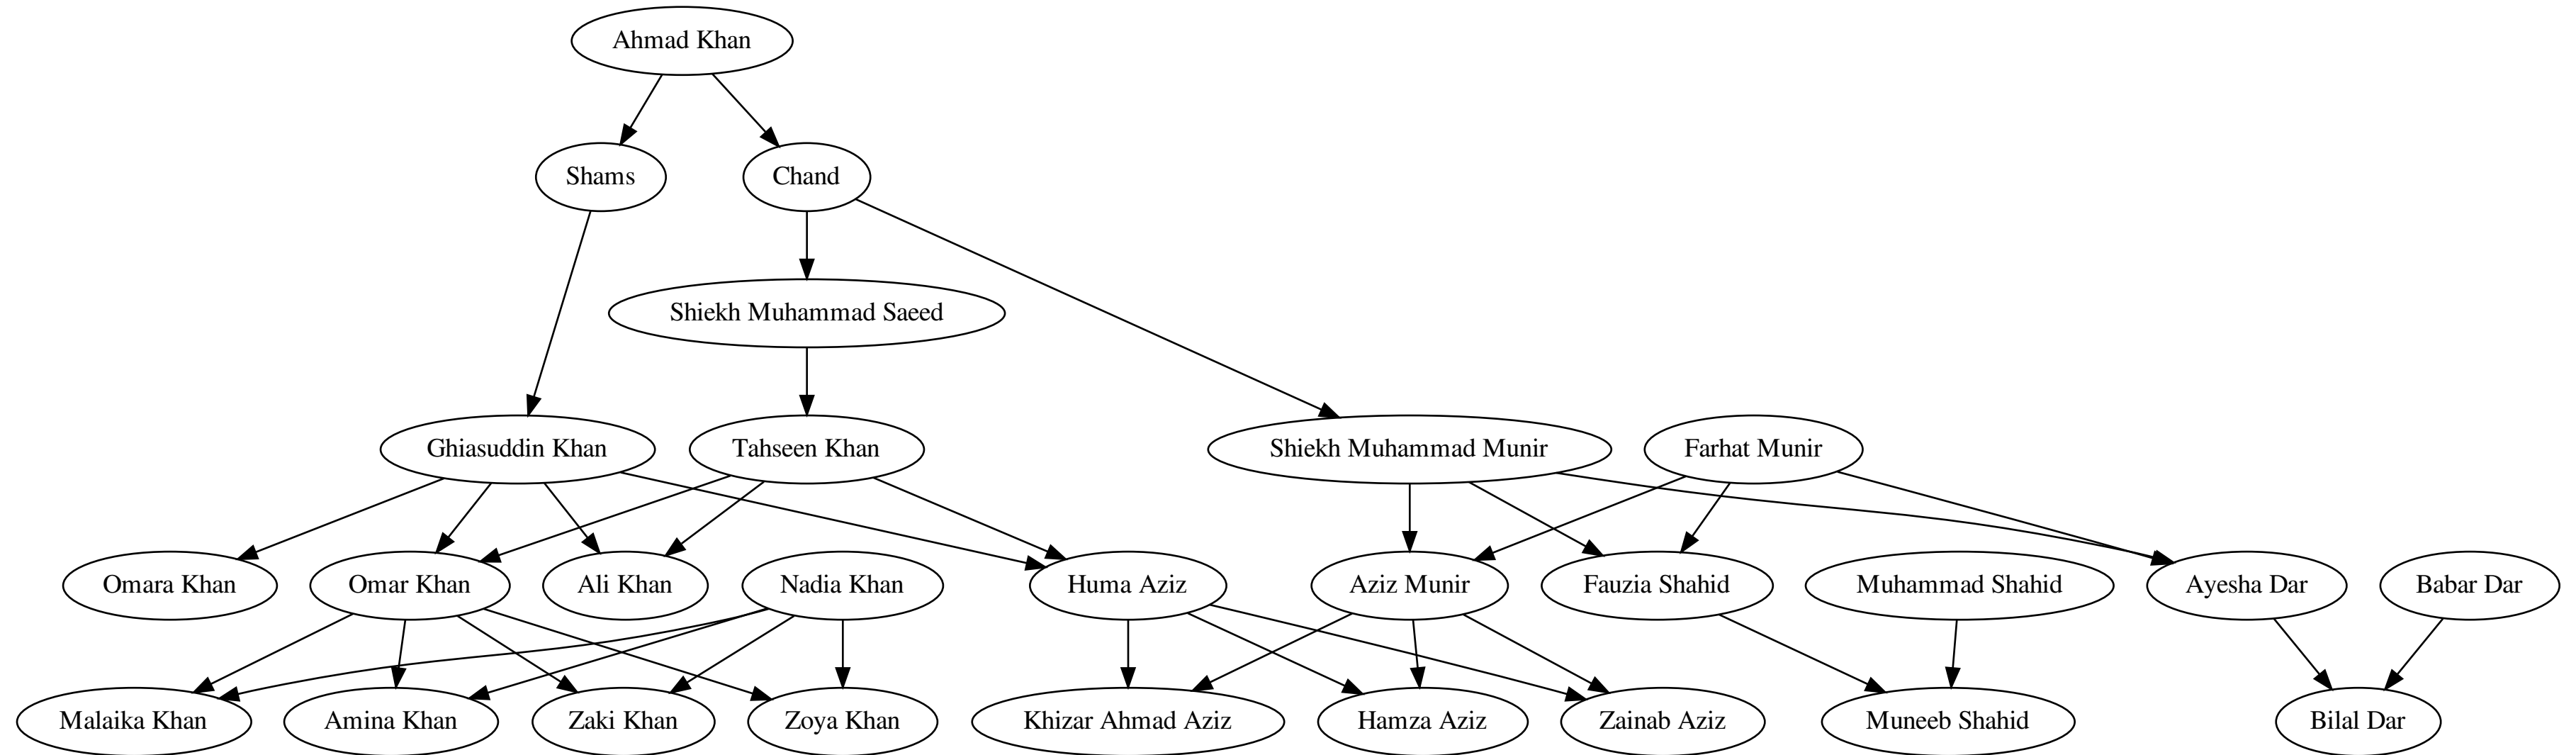 Ahmad Khan
Shams
Chand
Shiekh Muhammad Saeed
Ghiasuddin Khan
Tahseen Khan
Shiekh Muhammad Munir
Farhat Munir
Omara Khan
Omar Khan
Ali Khan
Nadia Khan
Huma Aziz
Aziz Munir
Fauzia Shahid
Muhammad Shahid
Ayesha Dar
Babar Dar
Malaika Khan
Amina Khan
Zaki Khan
Zoya Khan
Khizar Ahmad Aziz
Hamza Aziz
Zainab Aziz
Muneeb Shahid
Bilal Dar